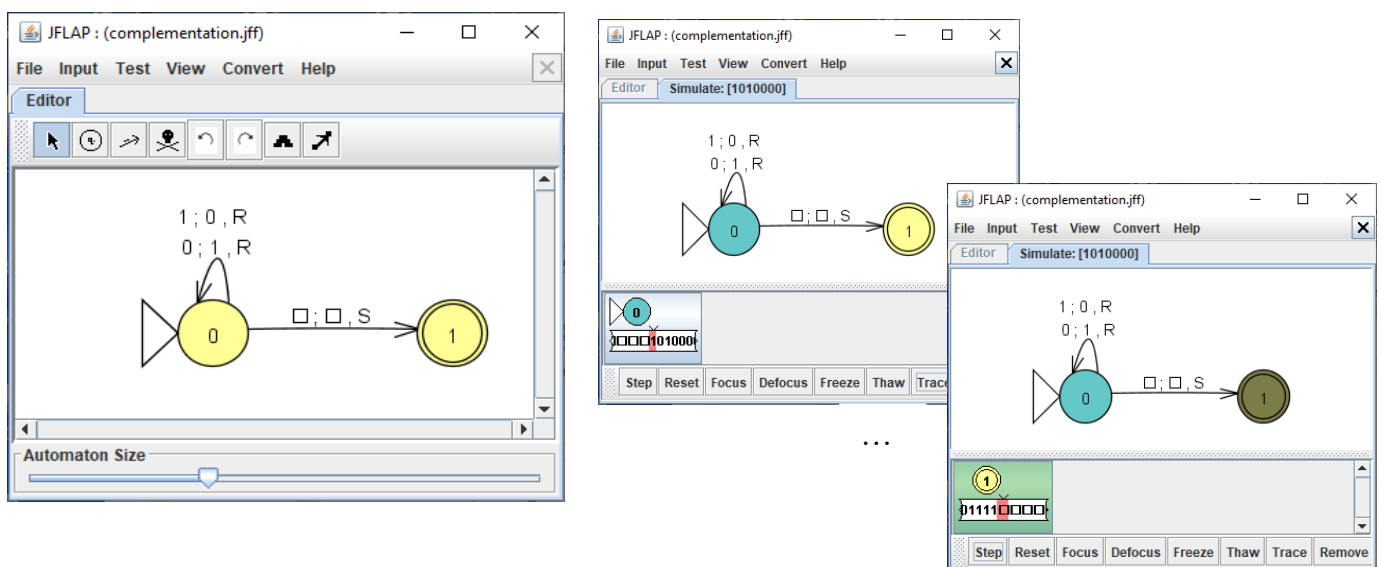 JFLAP : (complementation.jff)
File Input Test View Convert Help
Editor
1 ; 0 , R
0 ; 1 , R
0
□ ; □ , S
1
Automaton Size
JFLAP : (complementation.jff)
File Input Test View Convert Help
Editor Simulate: [1010000]
1 ; 0 , R
0 ; 1 , R
0
□ ; □ , S
1
0
□□□101000
Step Reset Focus Defocus Freeze Thaw Trace
...
JFLAP : (complementation.jff)
File Input Test View Convert Help
Editor Simulate: [1010000]
1 ; 0 , R
0 ; 1 , R
0
□ ; □ , S
1
1
01111□□□□
Step Reset Focus Defocus Freeze Thaw Trace Remove